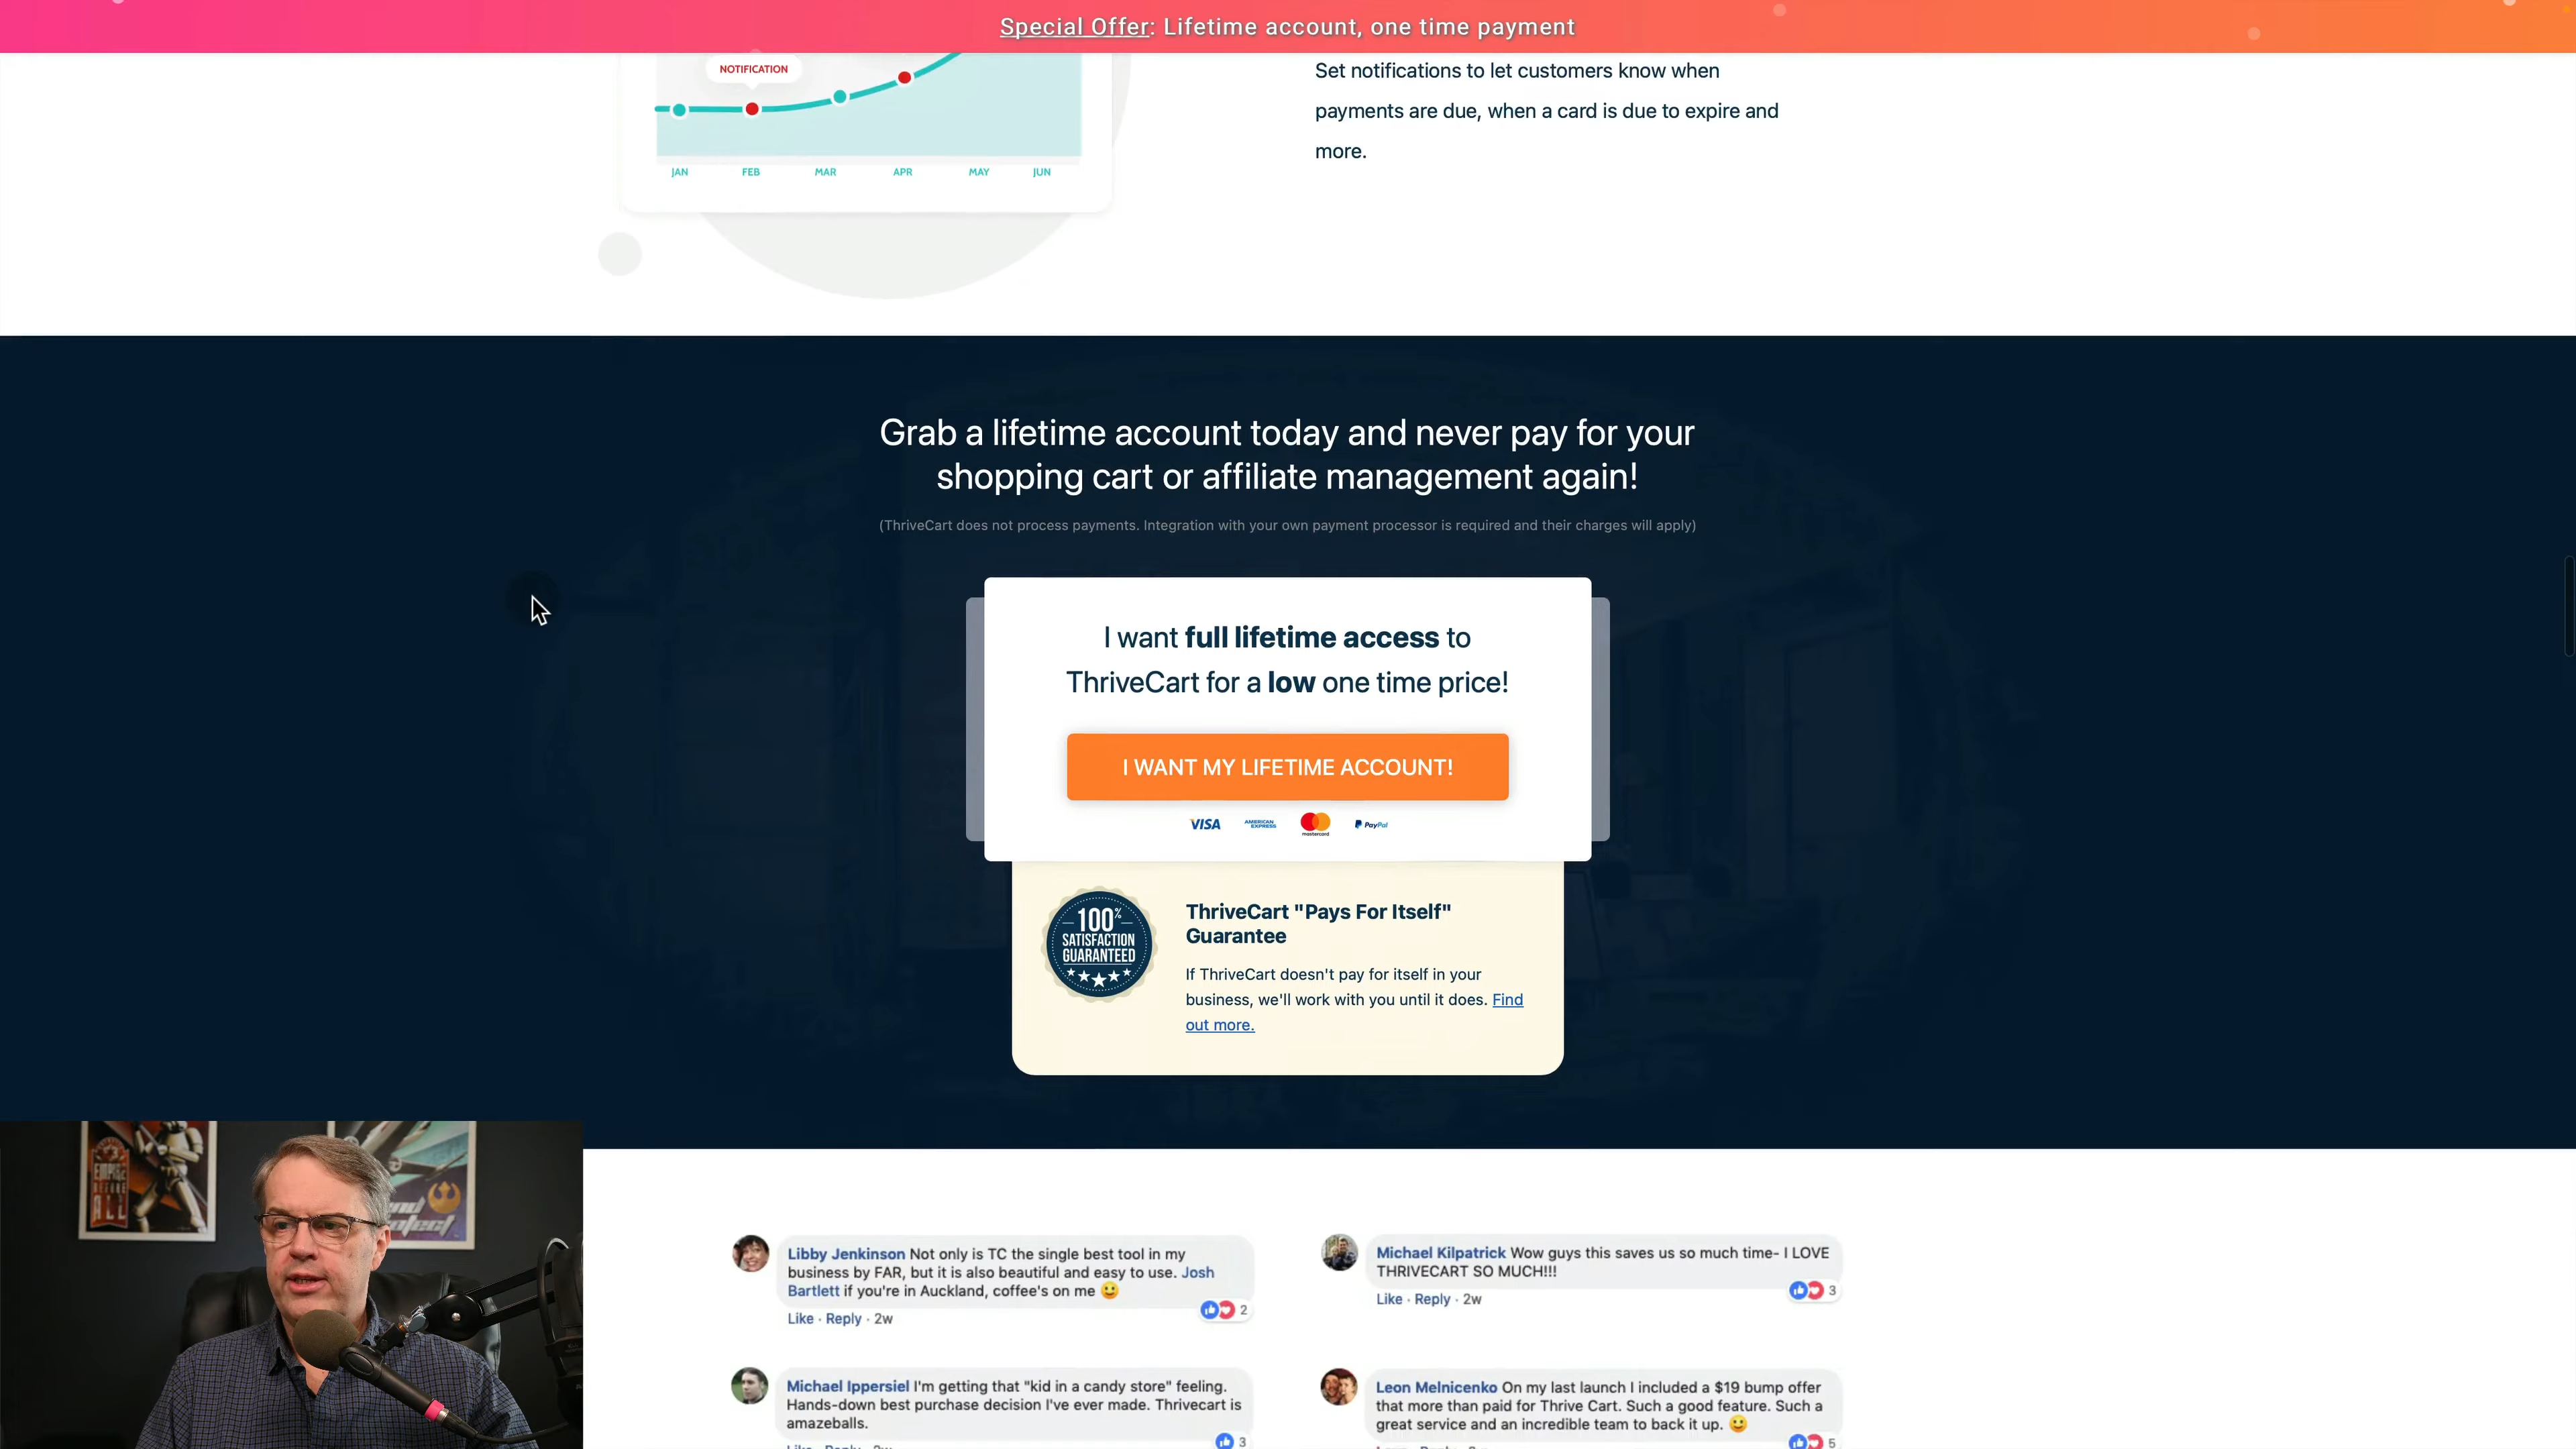 Special Offer: Lifetime account, one time payment
NOTIFICATION
JAN FEB MAR APR MAY JUN
Set notifications to let customers know when
payments are due, when a card is due to expire and
more.
Grab a lifetime account today and never pay for your
shopping cart or affiliate management again!
(ThriveCart does not process payments. Integration with your own payment processor is required and their charges will apply)
I want full lifetime access to
ThriveCart for a low one time price!
I WANT MY LIFETIME ACCOUNT!
VISA AMERICAN EXPRESS mastercard PayPal
100%
SATISFACTION
GUARANTEED
ThriveCart "Pays For Itself"
Guarantee
If ThriveCart doesn't pay for itself in your
business, we'll work with you until it does. Find
out more.
EMPIRE
ALL
Libby Jenkinson Not only is TC the single best tool in my
business by FAR, but it is also beautiful and easy to use. Josh
Bartlett if you're in Auckland, coffee's on me 😀
2
Like · Reply · 2w
Michael Kilpatrick Wow guys this saves us so much time- I LOVE
THRIVECART SO MUCH!!!
3
Like · Reply · 2w
Michael Ippersiel I'm getting that "kid in a candy store" feeling.
Hands-down best purchase decision I've ever made. Thrivecart is
amazeballs.
3
Leon Melnicenko On my last launch I included a $19 bump offer
that more than paid for Thrive Cart. Such a good feature. Such a
great service and an incredible team to back it up. 😀
5